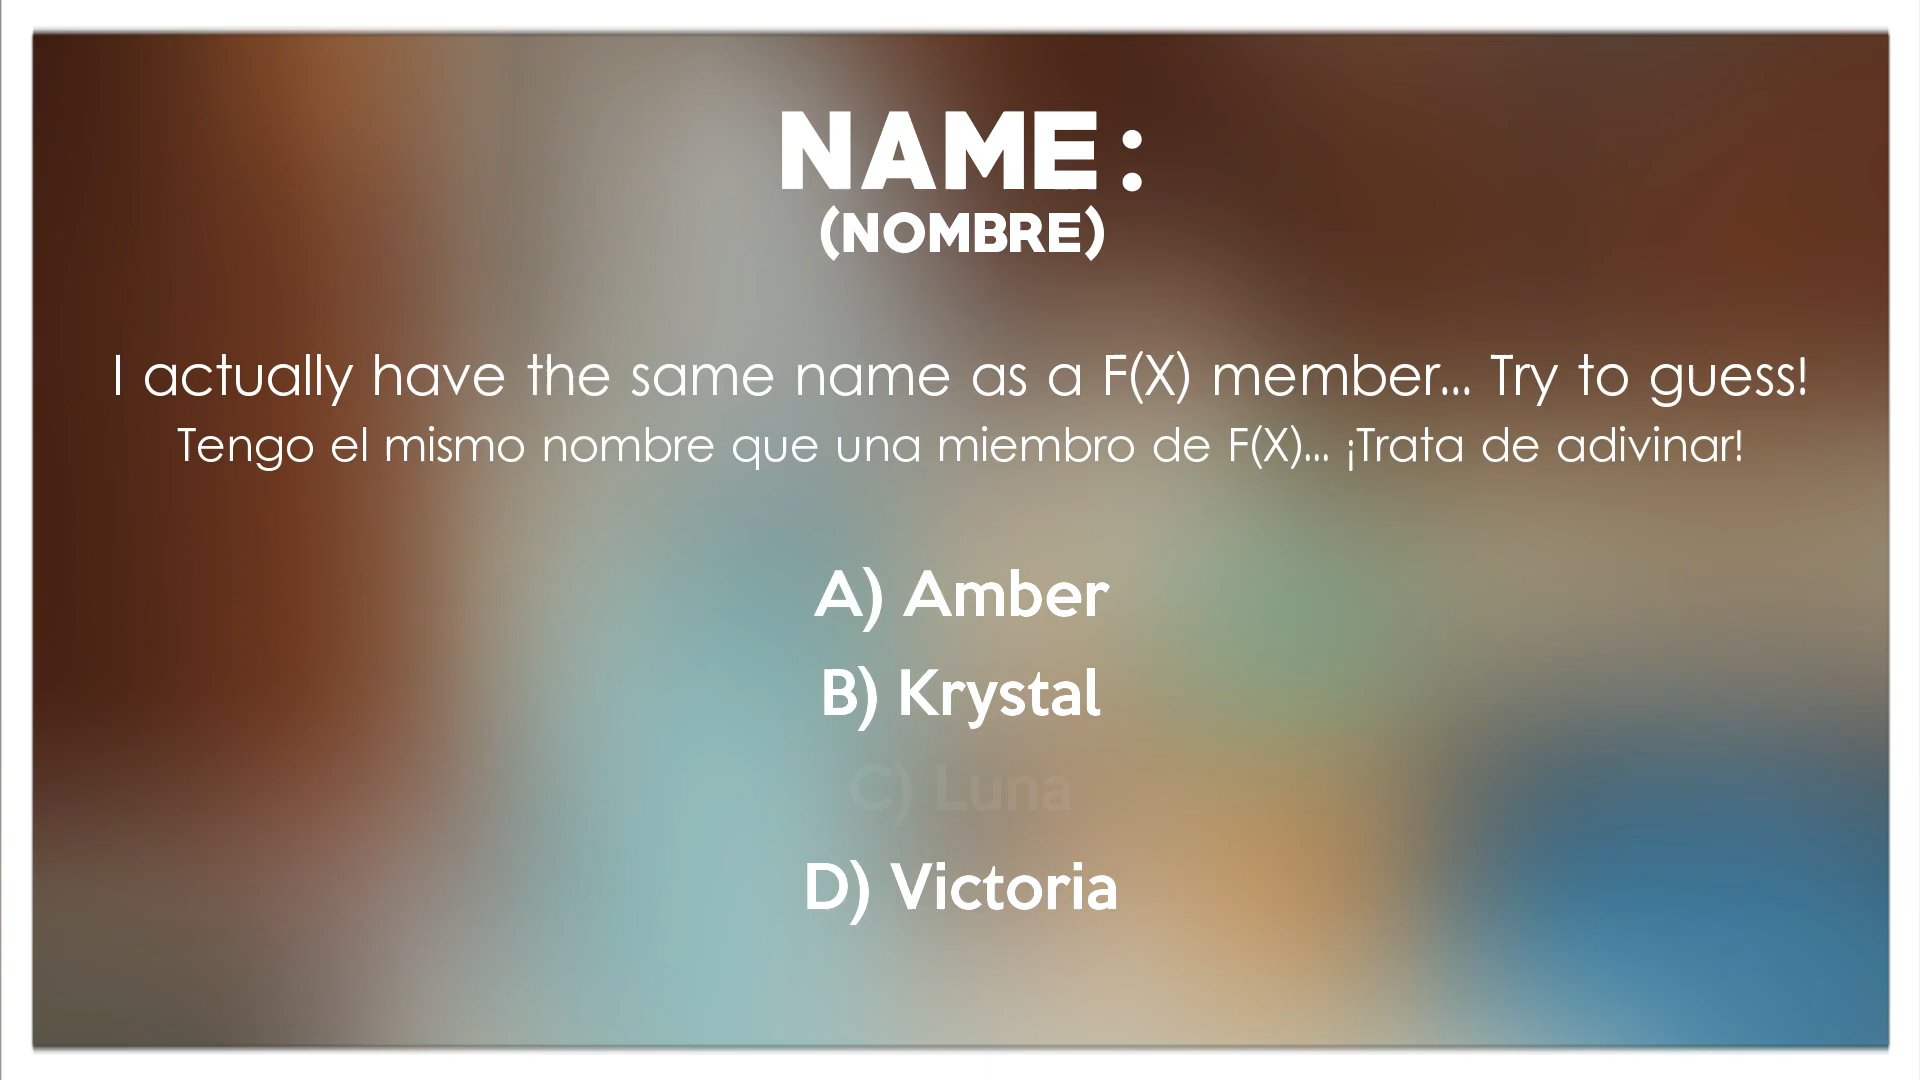 NAME:
(NOMBRE)
I actually have the same name as a F(X) member... Try to guess!
Tengo el mismo nombre que una miembro de F(X)... ¡Trata de adivinar!
A) Amber
B) Krystal
C) Luna
D) Victoria